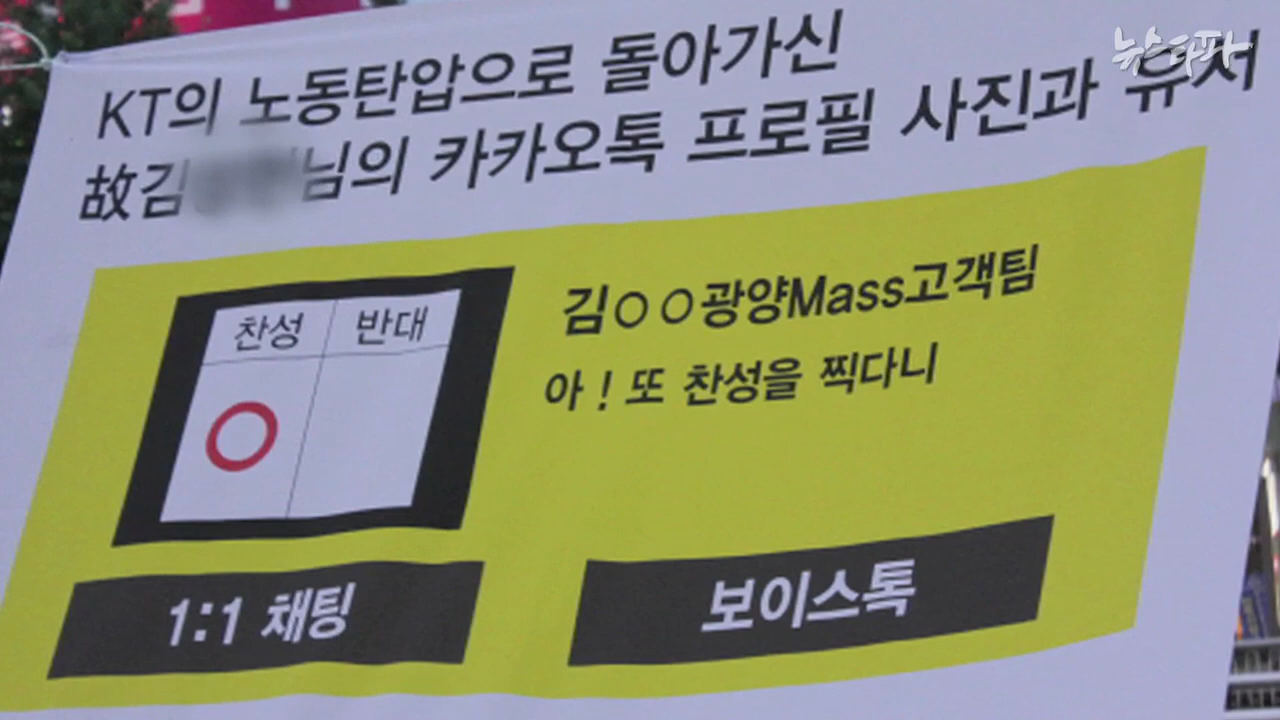 뉴스타파
KT의 노동탄압으로 돌아가신
故김 님의 카카오톡 프로필 사진과 유서
찬성 반대
김○○광양Mass고객팀
아! 또 찬성을 찍다니
1:1 채팅
보이스톡